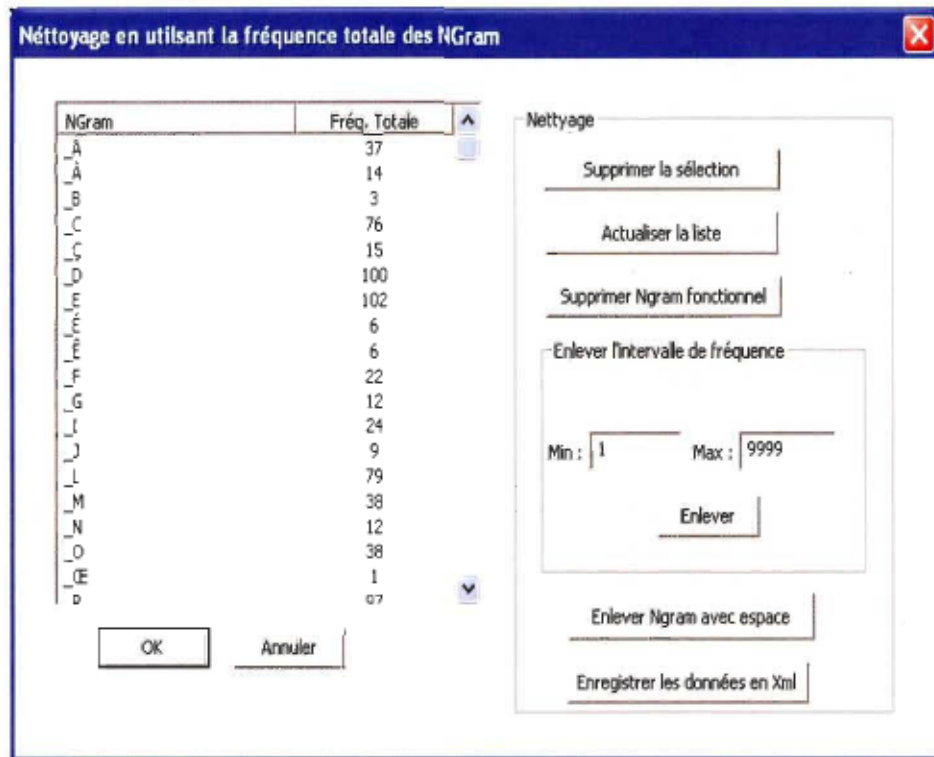 Néttoyage en utilsant la fréquence totale des NGram
NGram Fréq. Totale
_Â 37
_À 14
_B 3
_C 76
_Ç 15
_D 100
_E 102
_É 6
_Ê 6
_F 22
_G 12
_I 24
_J 9
_L 79
_M 38
_N 12
_O 38
_Œ 1
OK Annuler
Nettyage
Supprimer la sélection
Actualiser la liste
Supprimer Ngram fonctionnel
Enlever l'intervalle de fréquence
Min : 1 Max : 9999
Enlever
Enlever Ngram avec espace
Enregistrer les données en Xml